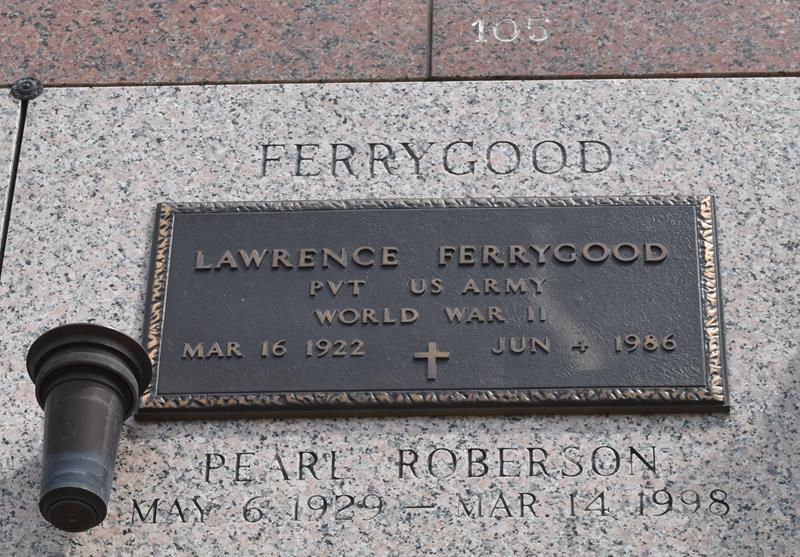 105
FERRYGOOD
LAWRENCE FERRYGOOD
PVT US ARMY
WORLD WAR II
MAR 16 1922 JUN 4 1986
PEARL ROBERSON
MAY 6 1929 — MAR. 14 1998